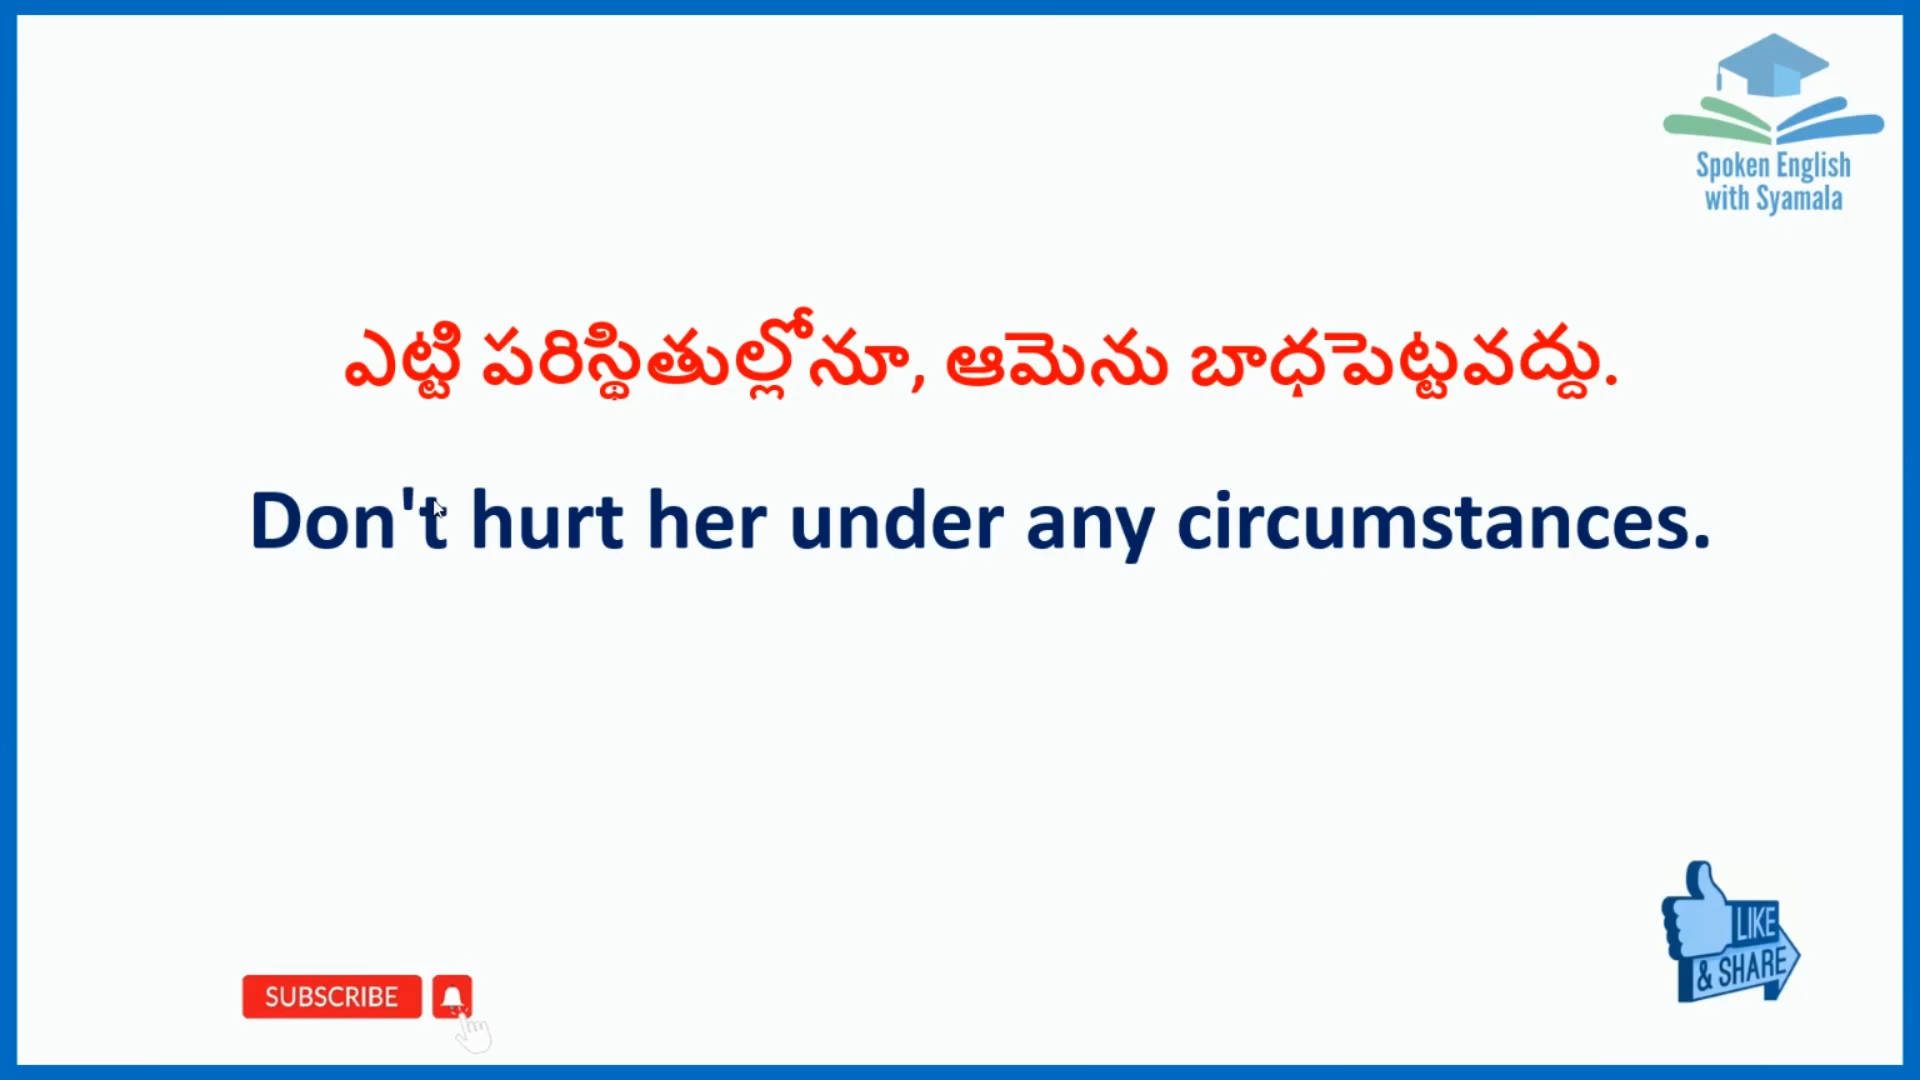 Spoken English
with Syamala
ఎట్టి పరిస్థితుల్లోనూ, ఆమెను బాధపెట్టవద్దు.
Don't hurt her under any circumstances.
LIKE
& SHARE
SUBSCRIBE